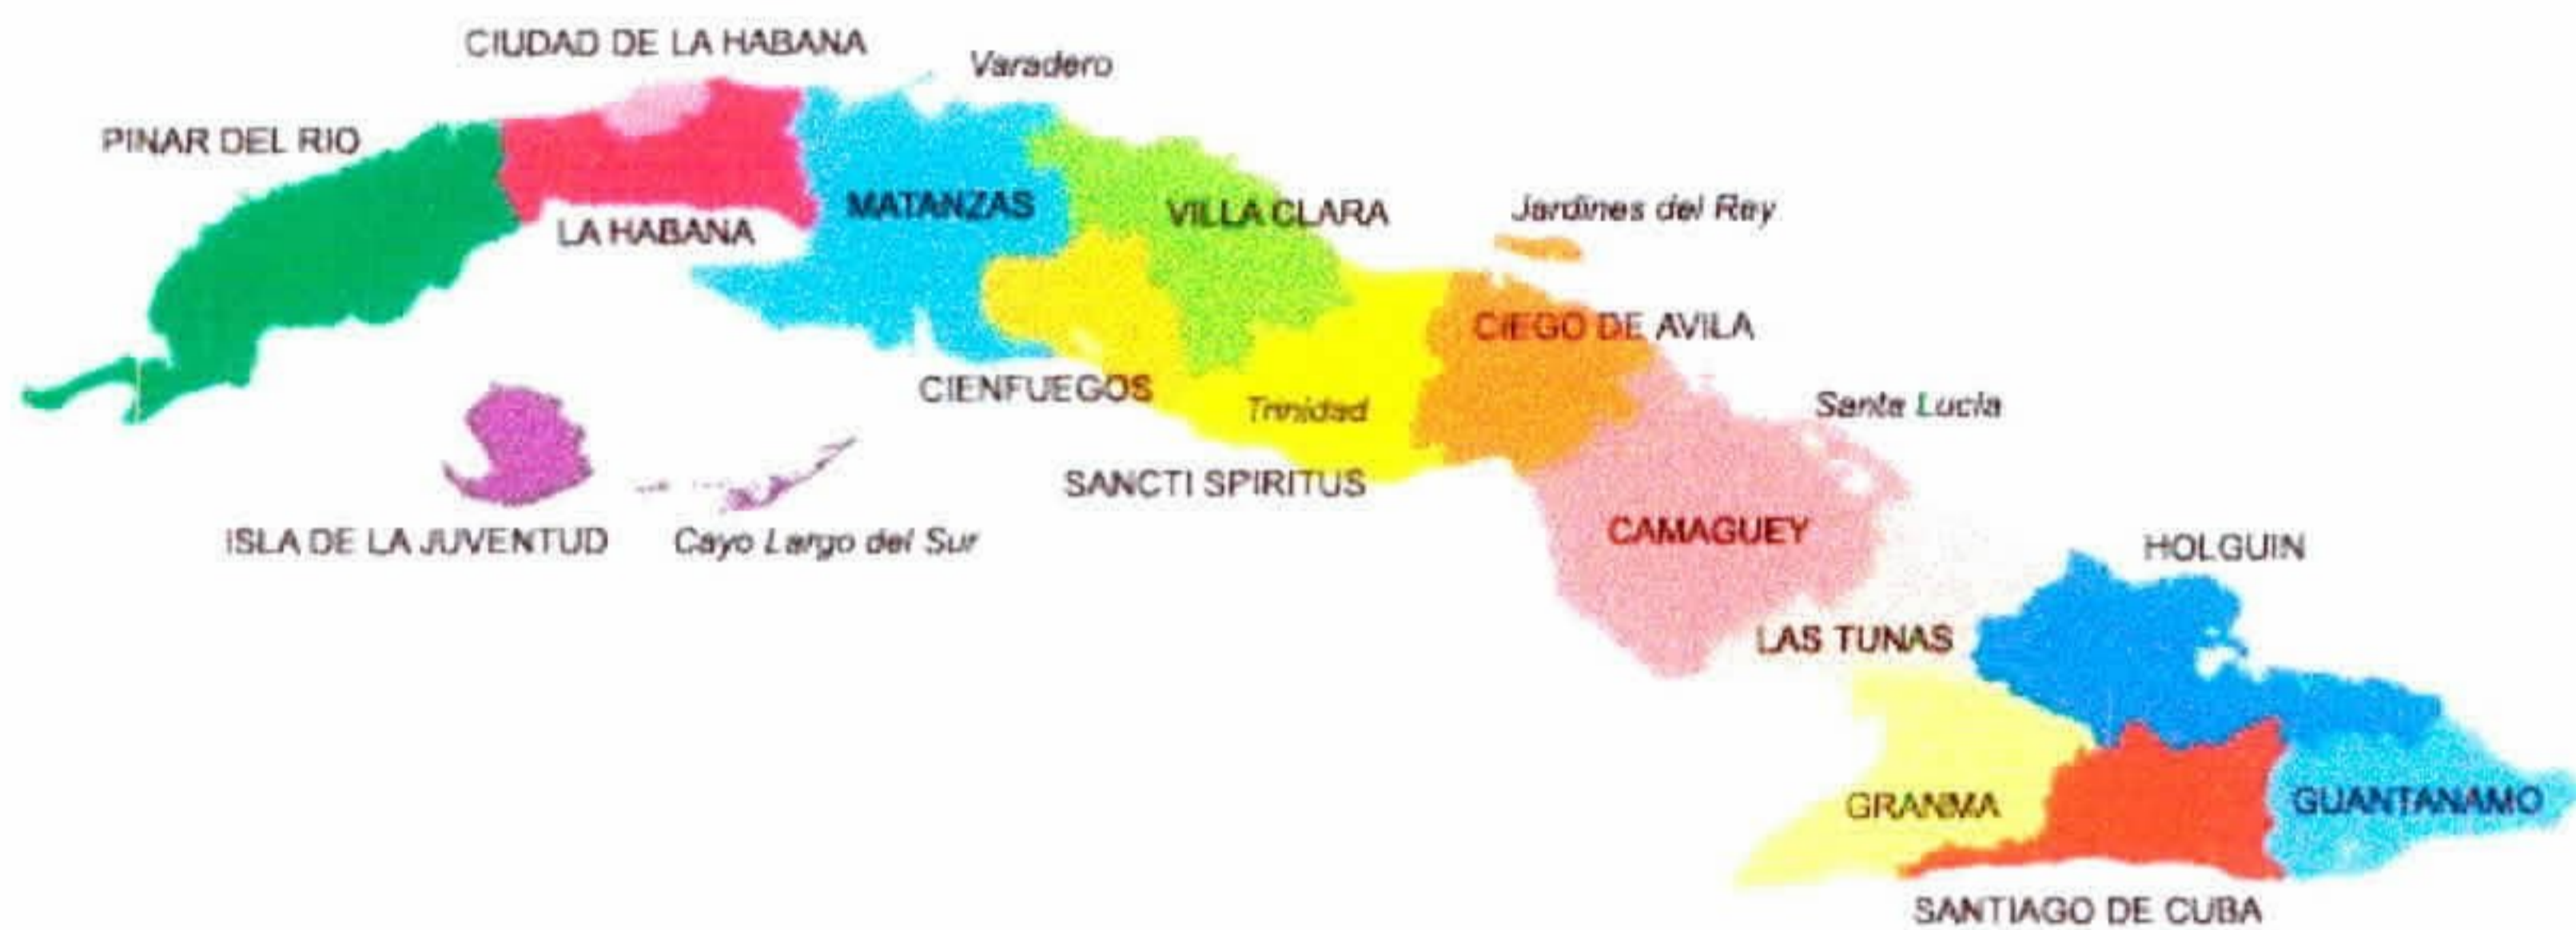 CIUDAD DE LA HABANA
Varadero
PINAR DEL RIO
MATANZAS
LA HABANA
VILLA CLARA
Jardines del Rey
CIEGO DE AVILA
CIENFUEGOS
Trinidad
Santa Lucia
SANCTI SPIRITUS
ISLA DE LA JUVENTUD
Cayo Largo del Sur
CAMAGUEY
HOLGUIN
LAS TUNAS
GRANMA
GUANTANAMO
SANTIAGO DE CUBA